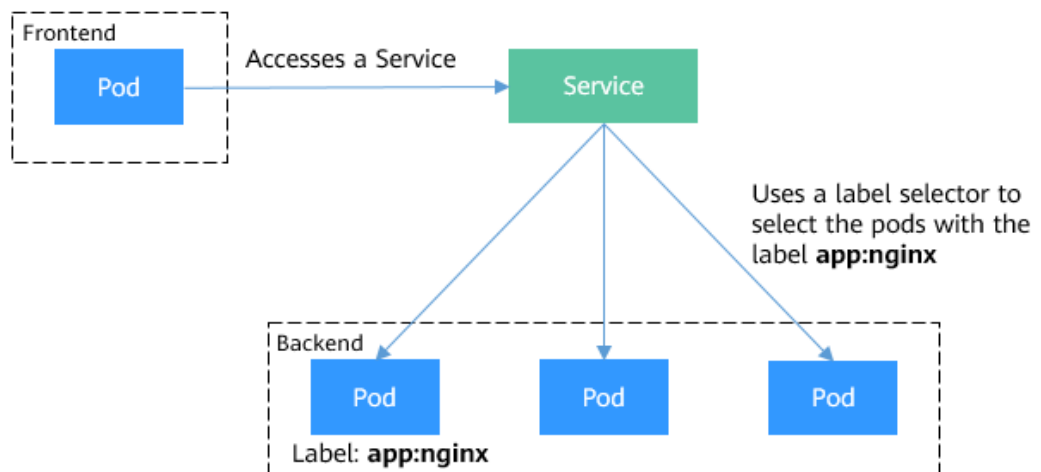 Frontend
Pod
Accesses a Service
Service
Uses a label selector to
select the pods with the
label app:nginx
Backend
Pod
Pod
Pod
Label: app:nginx